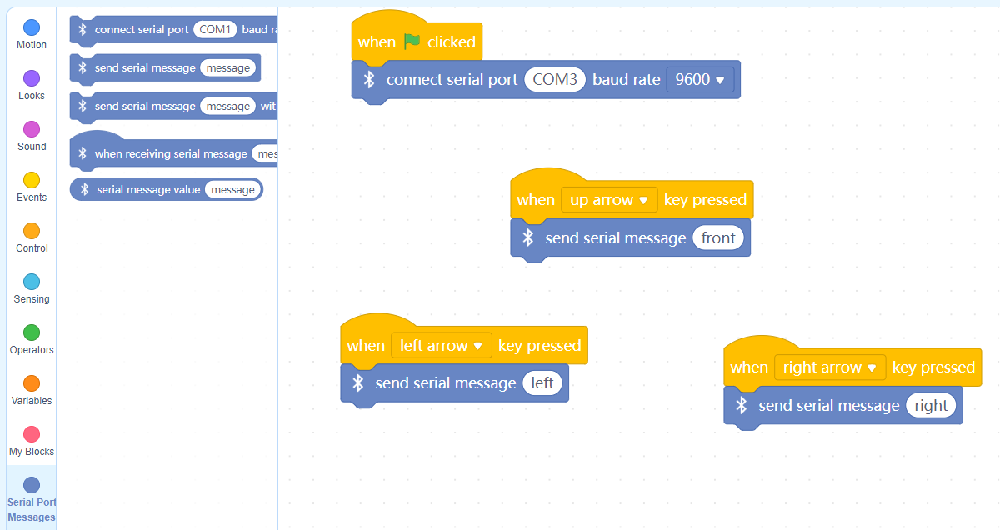 Motion
Looks
Sound
Events
Control
Sensing
Operators
Variables
My Blocks
Serial Port
Messages
connect serial port COM1 baud
send serial message message
send serial message message
when receiving serial message
serial message value message
when clicked
connect serial port COM3 baud rate 9600
when up arrow key pressed
send serial message front
when left arrow key pressed
send serial message left
when right arrow key pressed
send serial message right